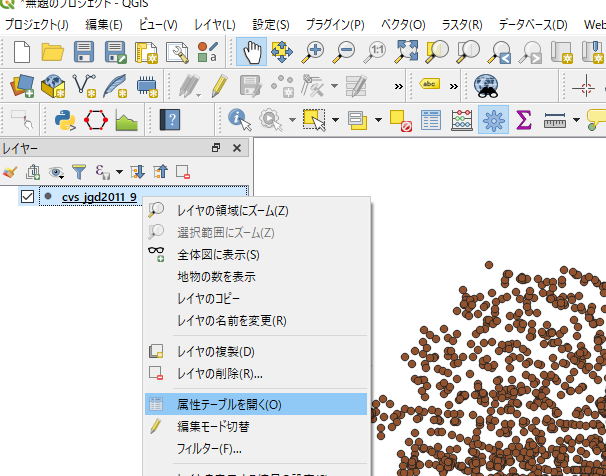 *無題のプロジェクト - QGIS
プロジェクト(J) 編集(E) ビュー(V) レイヤ(L) 設定(S) プラグイン(P) ベクタ(O) ラスタ(R) データベース(D) Web
1:1
abc
レイヤー
cvs_jgd2011_9
レイヤの領域にズーム(Z)
選択範囲にズーム(Z)
全体図に表示(S)
地物の数を表示
レイヤのコピー
レイヤの名前を変更(R)
レイヤの複製(D)
レイヤの削除(R)...
属性テーブルを開く(O)
編集モード切替
フィルター(F)...